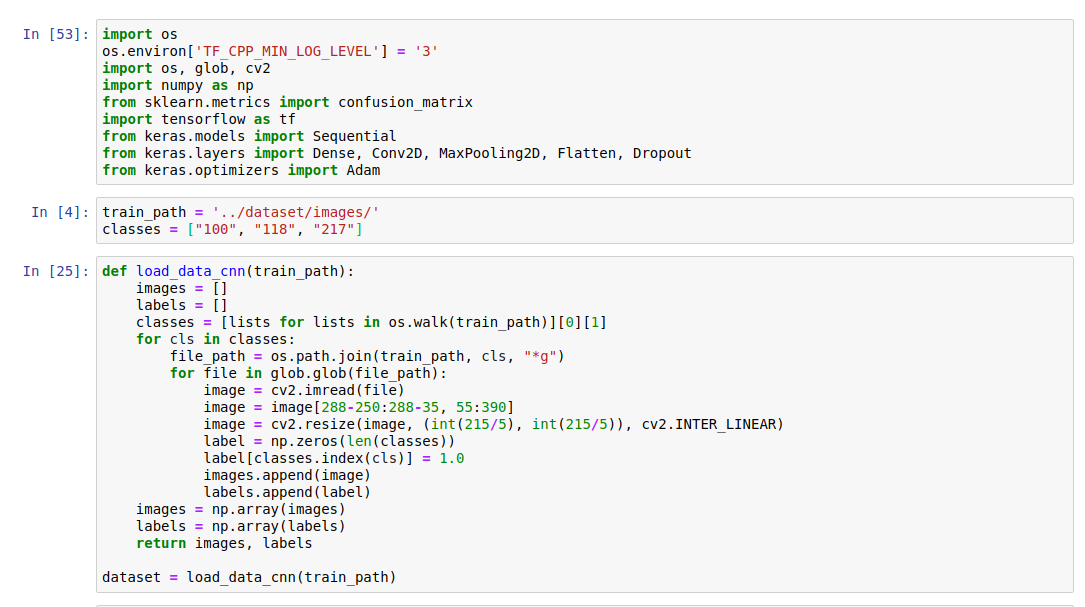 In [53]: import os
os.environ['TF_CPP_MIN_LOG_LEVEL'] = '3'
import os, glob, cv2
import numpy as np
from sklearn.metrics import confusion_matrix
import tensorflow as tf
from keras.models import Sequential
from keras.layers import Dense, Conv2D, MaxPooling2D, Flatten, Dropout
from keras.optimizers import Adam
In [4]: train_path = '../dataset/images/'
classes = ["100", "118", "217"]
In [25]: def load_data_cnn(train_path):
    images = []
    labels = []
    classes = [lists for lists in os.walk(train_path)][0][1]
    for cls in classes:
        file_path = os.path.join(train_path, cls, "*g")
        for file in glob.glob(file_path):
            image = cv2.imread(file)
            image = image[288-250:288-35, 55:390]
            image = cv2.resize(image, (int(215/5), int(215/5)), cv2.INTER_LINEAR)
            label = np.zeros(len(classes))
            label[classes.index(cls)] = 1.0
            images.append(image)
            labels.append(label)
    images = np.array(images)
    labels = np.array(labels)
    return images, labels
dataset = load_data_cnn(train_path)